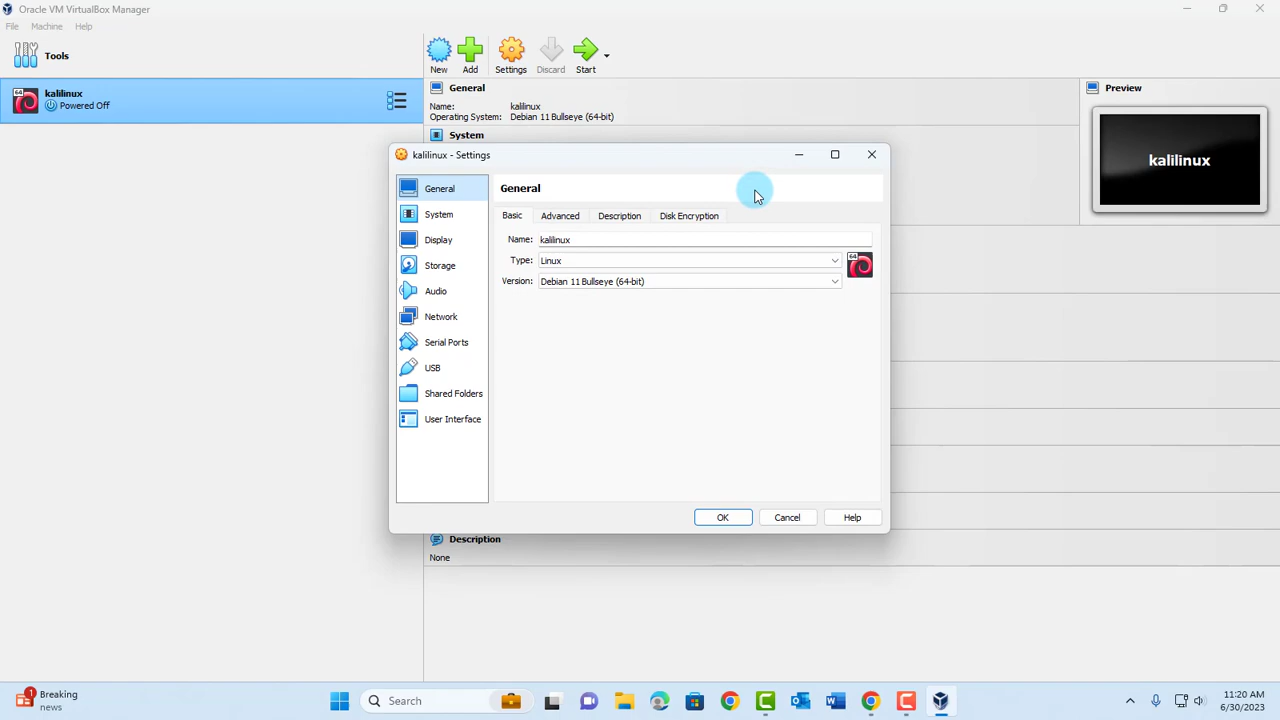 Oracle VM VirtualBox Manager
File Machine Help
Tools
New Add Settings Discard Start
64 kalilinux
Powered Off
General
Name: kalilinux
Operating System: Debian 11 Bullseye (64-bit)
System
Preview
kalilinux
kalilinux - Settings
General
System
Display
Storage
Audio
Network
Serial Ports
USB
Shared Folders
User Interface
General
Basic Advanced Description Disk Encryption
Name: kalilinux
Type: Linux
64
Version: Debian 11 Bullseye (64-bit)
OK Cancel Help
Description
None
1 Breaking
news
Search
11:20 AM
6/30/2023